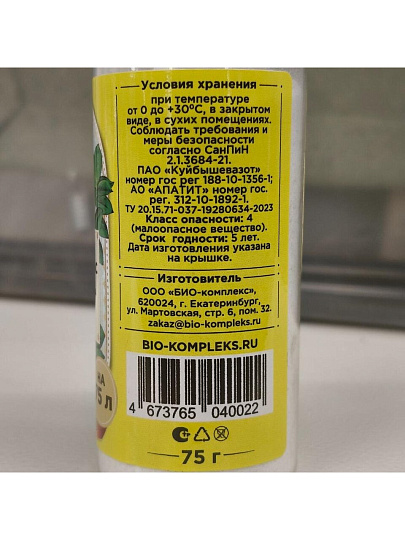 Условия хранения
при температуре
от 0 до +30°С, в закрытом
виде, в сухих помещениях.
Соблюдать требования и
меры безопасности
согласно СанПиН
2.1.3684-21.
ПАО «Куйбышевазот»
номер гос рег 188-10-1356-1;
АО «АПАТИТ» номер гос.
рег. 312-10-1892-1.
ТУ 20.15.71-037-19280634-2023
Класс опасности: 4
(малоопасное вещество).
Срок годности: 5 лет.
Дата изготовления указана
на крышке.
Изготовитель
ООО «БИО-комплекс»,
620024, г. Екатеринбург,
ул. Мартовская, стр. 6, пом. 32
zakaz@bio-kompleks.ru
BIO-KOMPLEKS.RU
4 673765 040022
75 г
НА
5 л